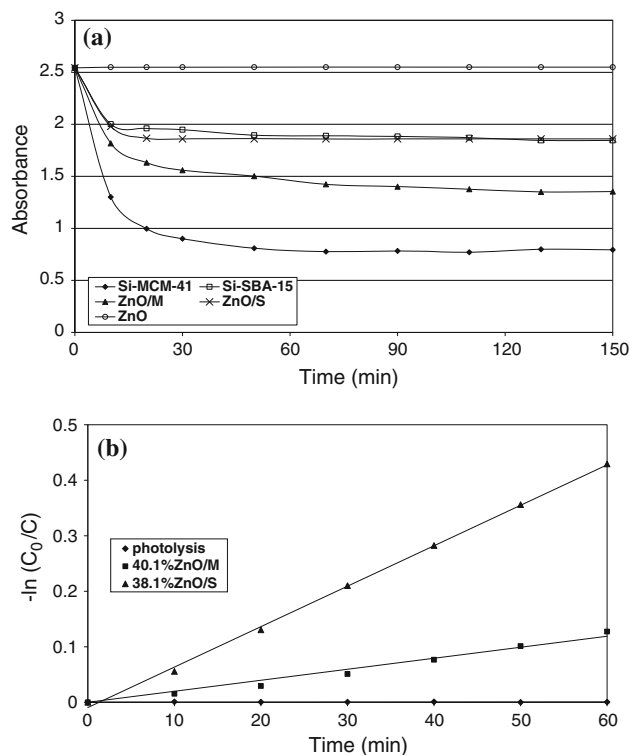 (a)
3
2.5
2
1.5
1
0.5
0
Absorbance
Si-MCM-41 Si-SBA-15
ZnO/M ZnO/S
ZnO
0 30 60 90 120 150
Time (min)
(b)
0.5
0.4
0.3
0.2
0.1
0
-ln (C0/C)
photolysis
40.1%ZnO/M
38.1%ZnO/S
0 10 20 30 40 50 60
Time (min)